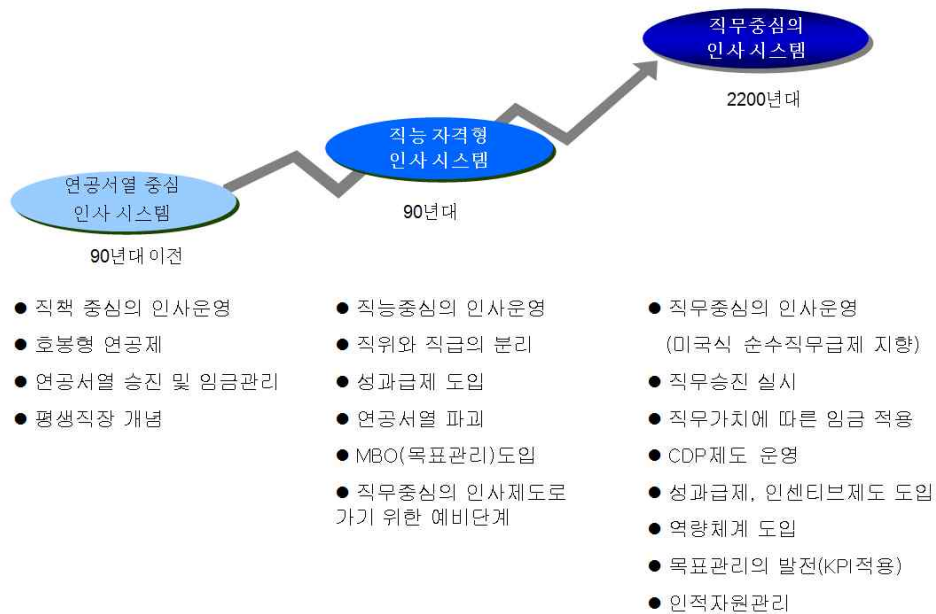 직무중심의
인사 시스템
2200년대
직능 자격형
인사 시스템
90년대
연공서열 중심
인사 시스템
90년대 이전
● 직책 중심의 인사운영
● 호봉형 연공제
● 연공서열 승진 및 임금관리
● 평생직장 개념
● 직능중심의 인사운영
● 직위와 직급의 분리
● 성과급제 도입
● 연공서열 파괴
● MBO(목표관리)도입
● 직무중심의 인사제도로
가기 위한 예비단계
● 직무중심의 인사운영
(미국식 순수직무급제 지향)
● 직무승진 실시
● 직무가치에 따른 임금 적용
● CDP제도 운영
● 성과급제, 인센티브제도 도입
● 역량체계 도입
● 목표관리의 발전(KPI적용)
● 인적자원관리